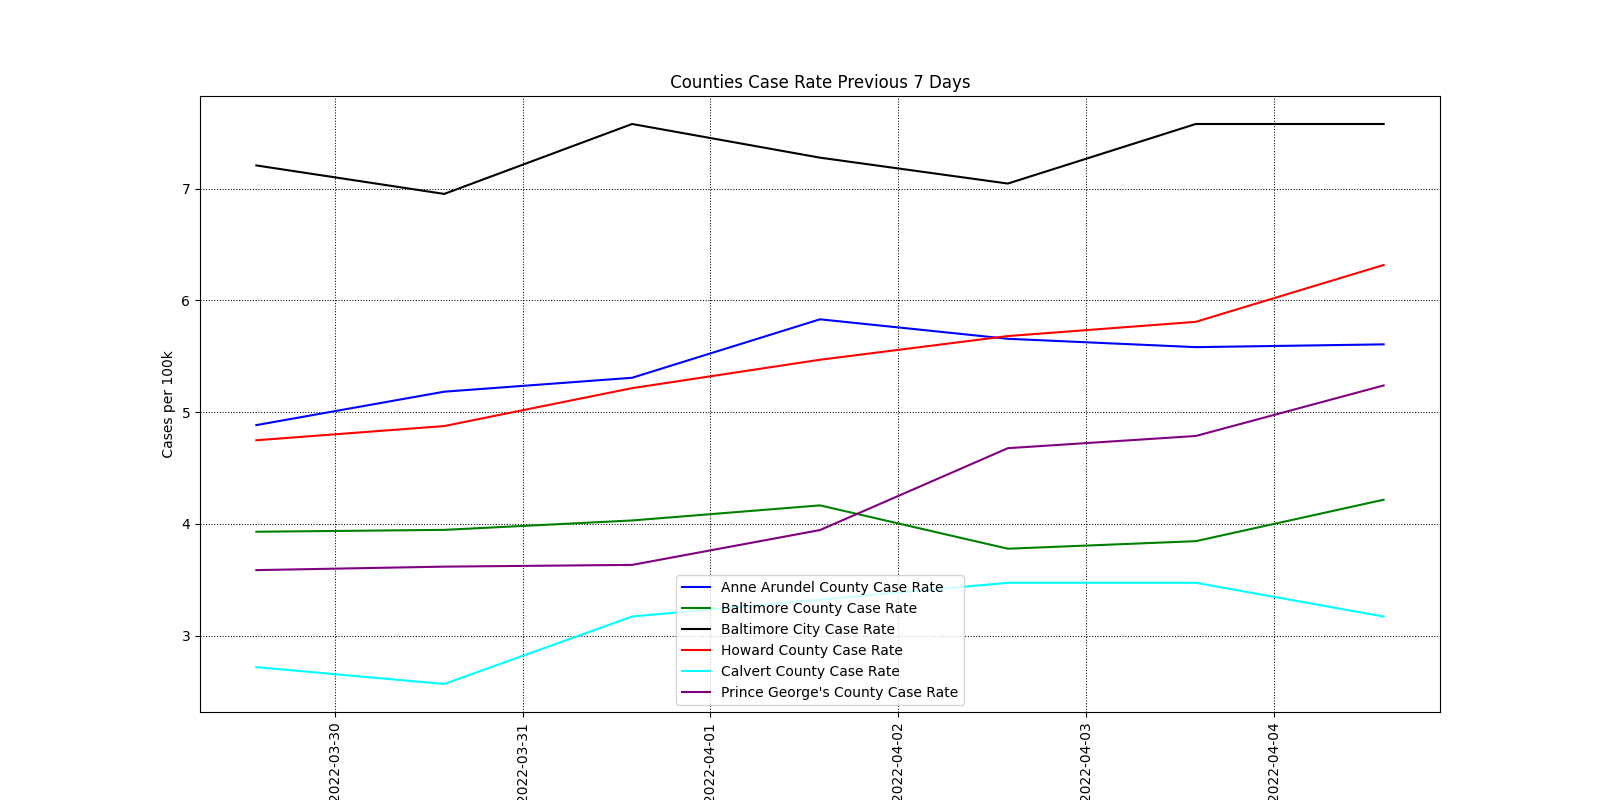 Counties Case Rate Previous 7 Days
Cases per 100k
7
6
5
4
3
Anne Arundel County Case Rate
Baltimore County Case Rate
Baltimore City Case Rate
Howard County Case Rate
Calvert County Case Rate
Prince George's County Case Rate
2022-03-30
2022-03-31
2022-04-01
2022-04-02
2022-04-03
2022-04-04